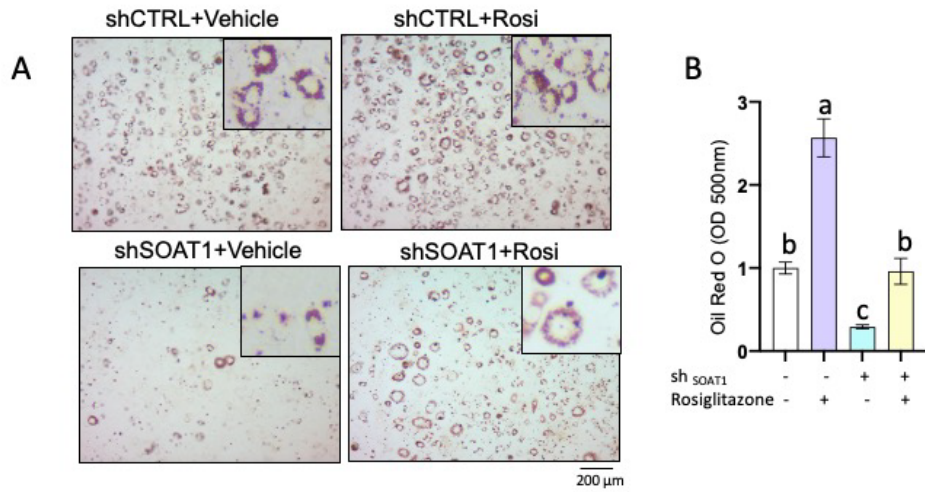 A
shCTRL+Vehicle
shCTRL+Rosi
shSOAT1+Vehicle
shSOAT1+Rosi
200 µm
B
Oil Red O (OD 500nm)
3
2
1
0
b
a
c
b
sh SOAT1 - - + +
Rosiglitazone - + - +